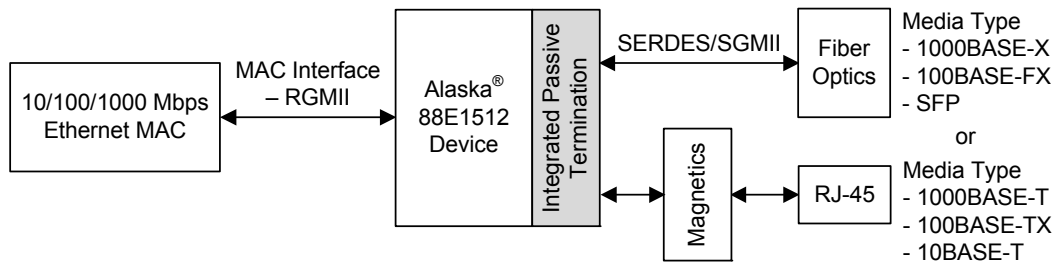 10/100/1000 Mbps
Ethernet MAC
MAC Interface
– RGMII
Alaska®
88E1512
Device
Integrated Passive
Termination
SERDES/SGMII
Fiber
Optics
Media Type
- 1000BASE-X
- 100BASE-FX
- SFP
or
Magnetics
RJ-45
Media Type
- 1000BASE-T
- 100BASE-TX
- 10BASE-T